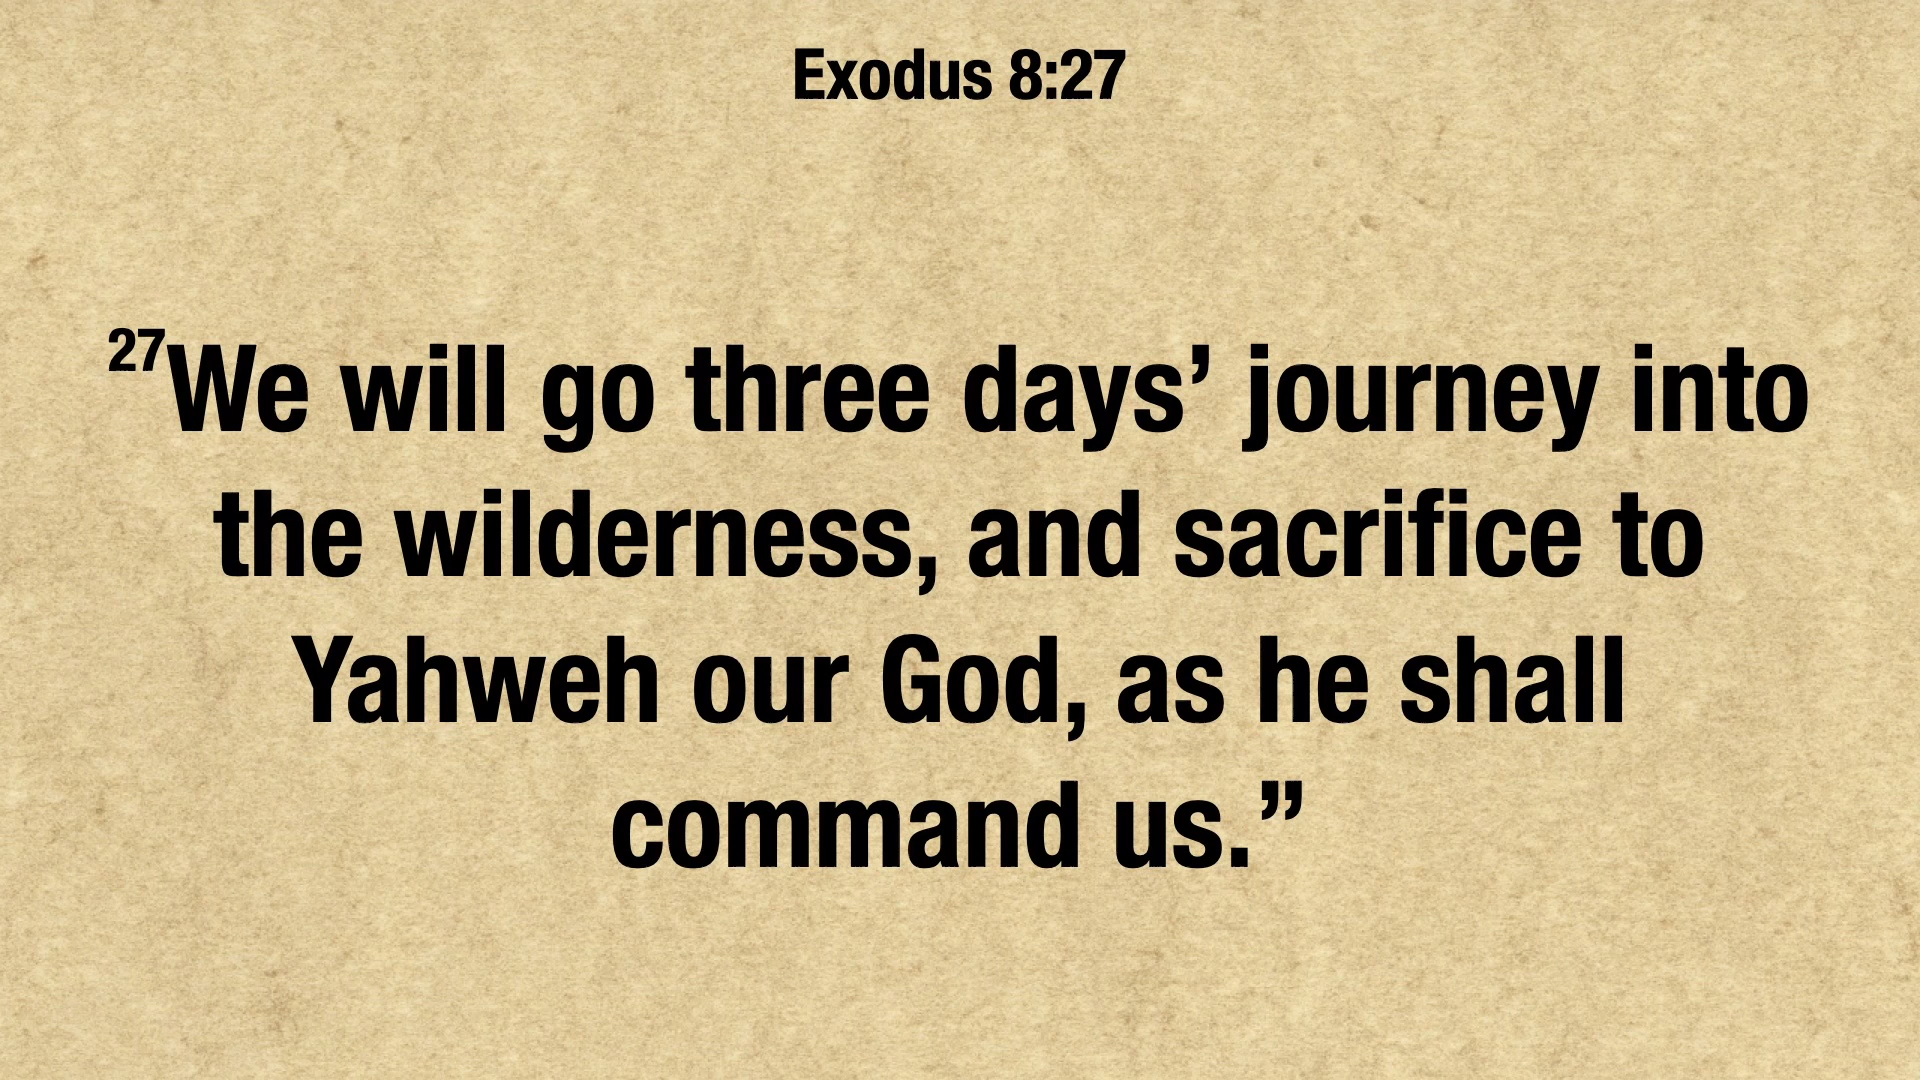 Exodus 8:27
27We will go three days’ journey into
the wilderness, and sacrifice to
Yahweh our God, as he shall
command us.”